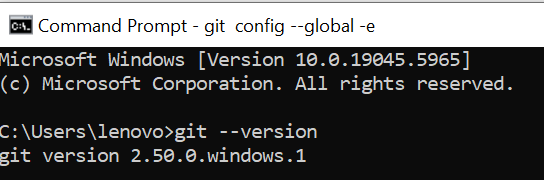 Command Prompt - git  config --global -e
Microsoft Windows [Version 10.0.19045.5965]
(c) Microsoft Corporation. All rights reserved.
C:\Users\lenovo>git --version
git version 2.50.0.windows.1